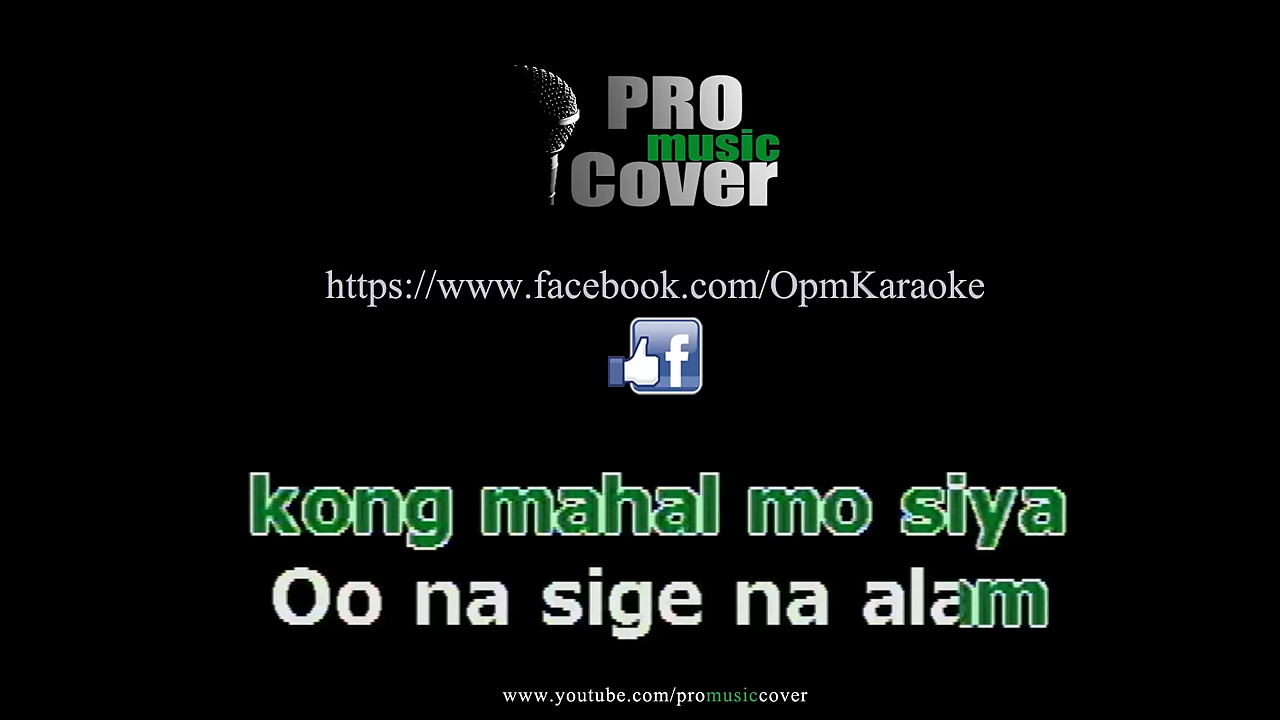 PRO
music
Cover
https://www.facebook.com/OpmKaraoke
f
kong mahal mo siya
Oo na sige na alam
www.youtube.com/promusiccover